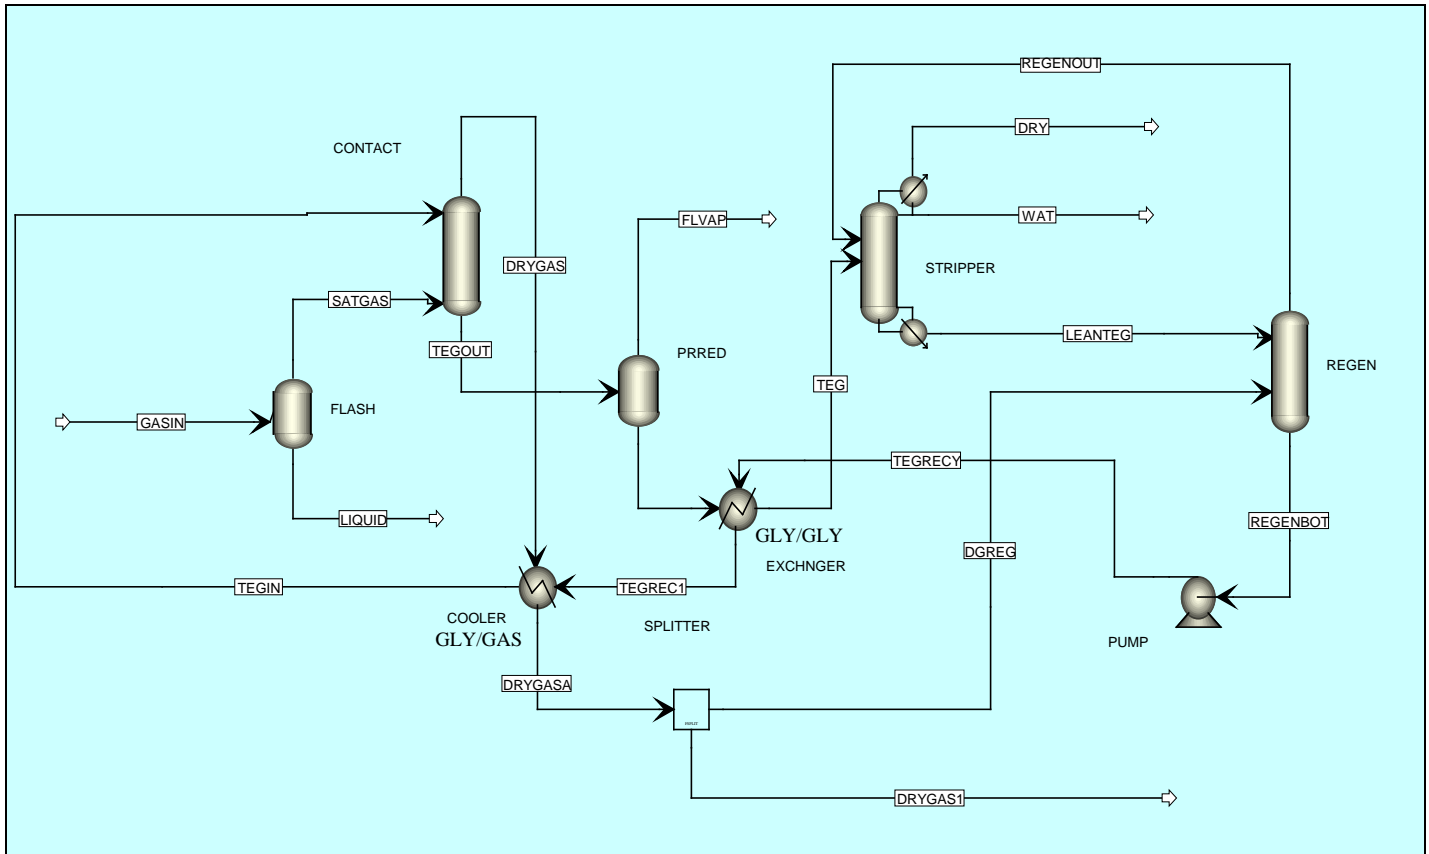 REGENOUT
DRY
CONTACT
FLVAP
WAT
DRYGAS
STRIPPER
SATGAS
LEANTEG
TEGOUT
PRRED
REGEN
TEG
FLASH
GASIN
TEGRECY
LIQUID
REGENBOT
GLY/GLY
DGREG
EXCHNGER
TEGIN
TEGREC1
COOLER
SPLITTER
GLY/GAS
PUMP
DRYGASA
DRYGAS1